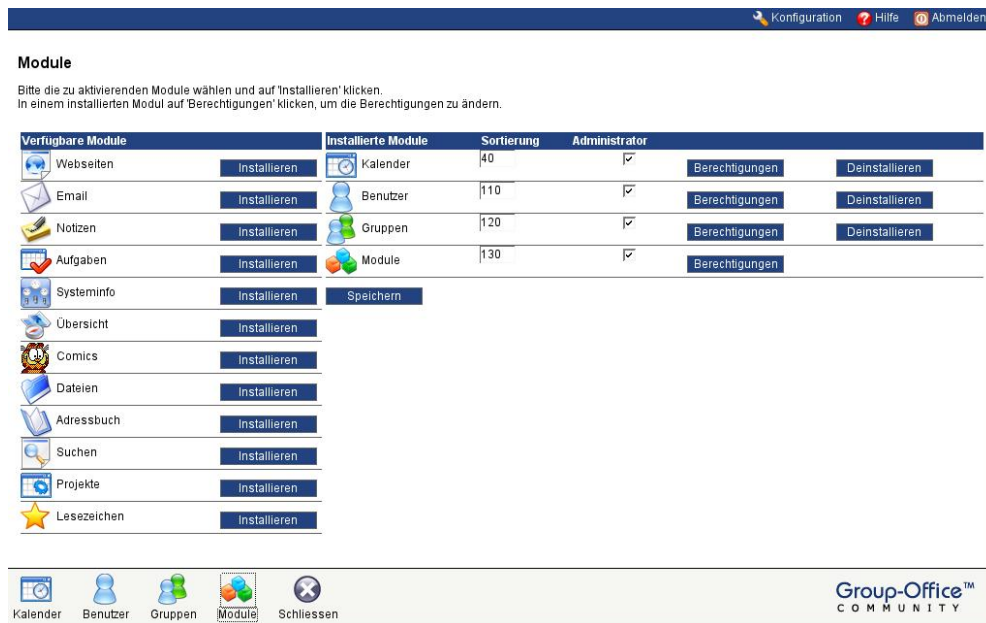 Konfiguration Hilfe Abmelden
Module
Bitte die zu aktivierenden Module wählen und auf 'Installieren' klicken.
In einem installierten Modul auf 'Berechtigungen' klicken, um die Berechtigungen zu ändern.
Verfügbare Module Installierte Module Sortierung Administrator
Webseiten Installieren Kalender 40 Berechtigungen Deinstallieren
Email Installieren Benutzer 110 Berechtigungen Deinstallieren
Notizen Installieren Gruppen 120 Berechtigungen Deinstallieren
Aufgaben Installieren Module 130 Berechtigungen
Systeminfo Installieren Speichern
Übersicht Installieren
Comics Installieren
Dateien Installieren
Adressbuch Installieren
Suchen Installieren
Projekte Installieren
Lesezeichen Installieren
Kalender Benutzer Gruppen Module Schliessen
Group-Office™
COMMUNITY